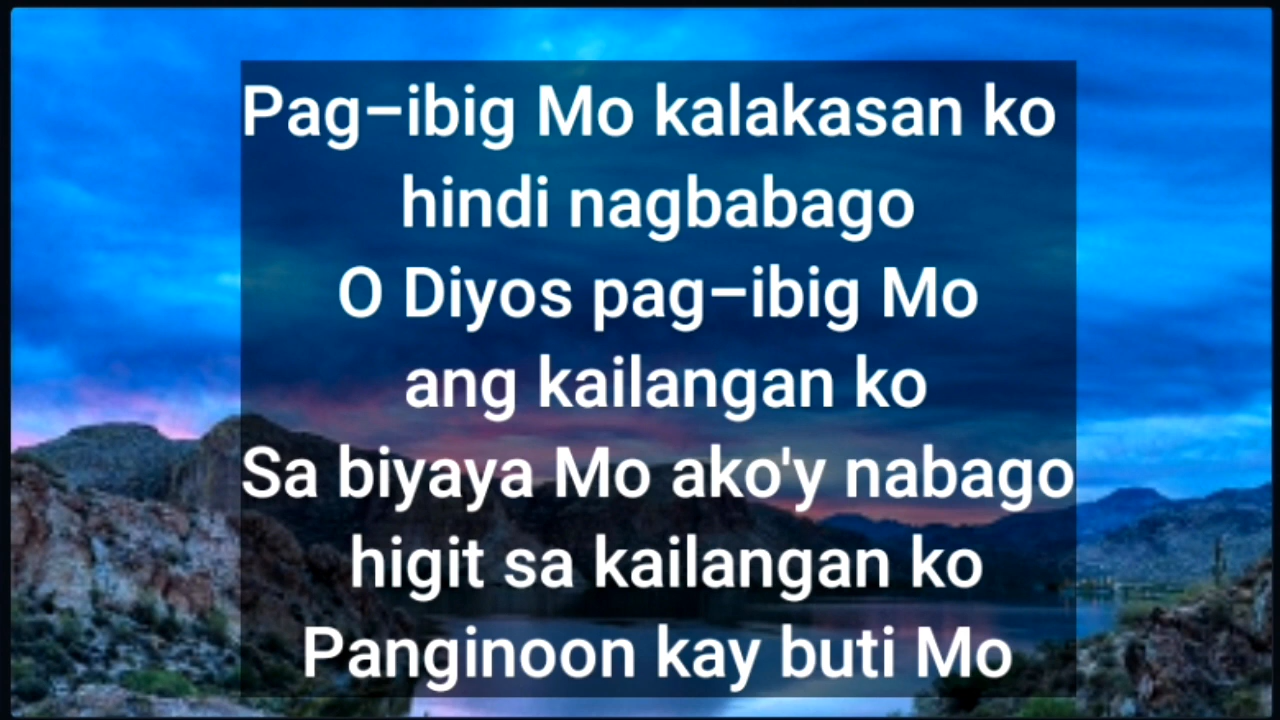 Pag–ibig Mo kalakasan ko
hindi nagbabago
O Diyos pag–ibig Mo
ang kailangan ko
Sa biyaya Mo ako'y nabago
higit sa kailangan ko
Panginoon kay buti Mo